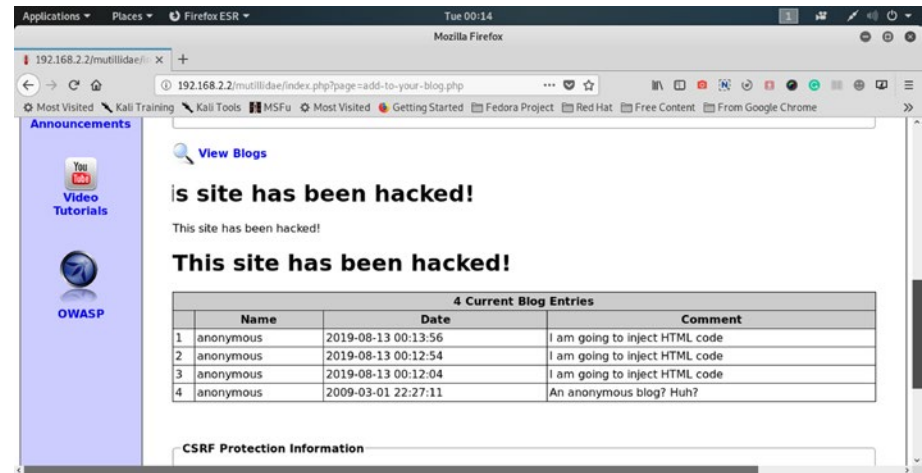 Applications Places Firefox ESR Tue 00:14 1
Mozilla Firefox
192.168.2.2/mutillidae/in × +
192.168.2.2/mutillidae/index.php?page=add-to-your-blog.php
Most Visited Kali Training Kali Tools MSFu Most Visited Getting Started Fedora Project Red Hat Free Content From Google Chrome »
Announcements
You
Tube
Video
Tutorials
OWASP
View Blogs
is site has been hacked!
This site has been hacked!
This site has been hacked!
4 Current Blog Entries
Name Date Comment
1 anonymous 2019-08-13 00:13:56 I am going to inject HTML code
2 anonymous 2019-08-13 00:12:54 I am going to inject HTML code
3 anonymous 2019-08-13 00:12:04 I am going to inject HTML code
4 anonymous 2009-03-01 22:27:11 An anonymous blog? Huh?
CSRF Protection Information